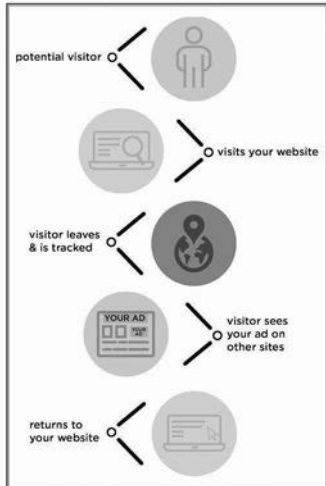 potential visitor
visits your website
visitor leaves
& is tracked
YOUR AD
YOUR
AD
visitor sees
your ad on
other sites
returns to
your website